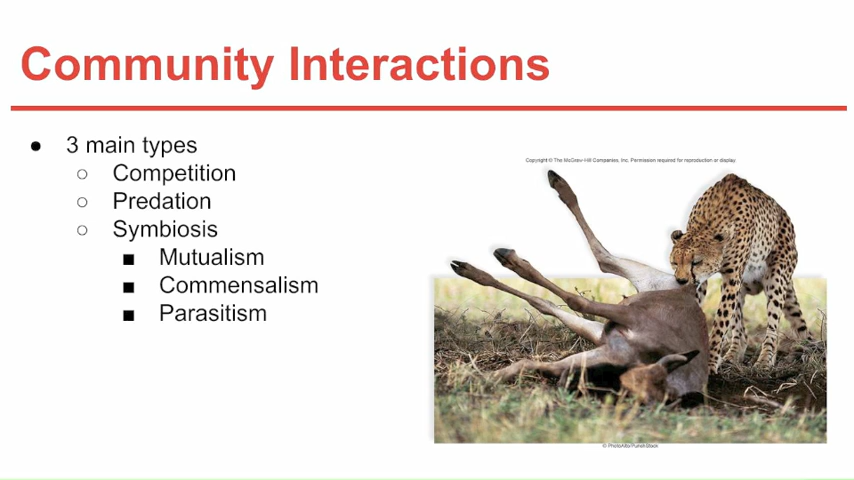 Community Interactions
● 3 main types
○ Competition
○ Predation
○ Symbiosis
■ Mutualism
■ Commensalism
■ Parasitism
Copyright © The McGraw-Hill Companies, Inc. Permission required for reproduction or display.
© PhotoAlto/PunchStock